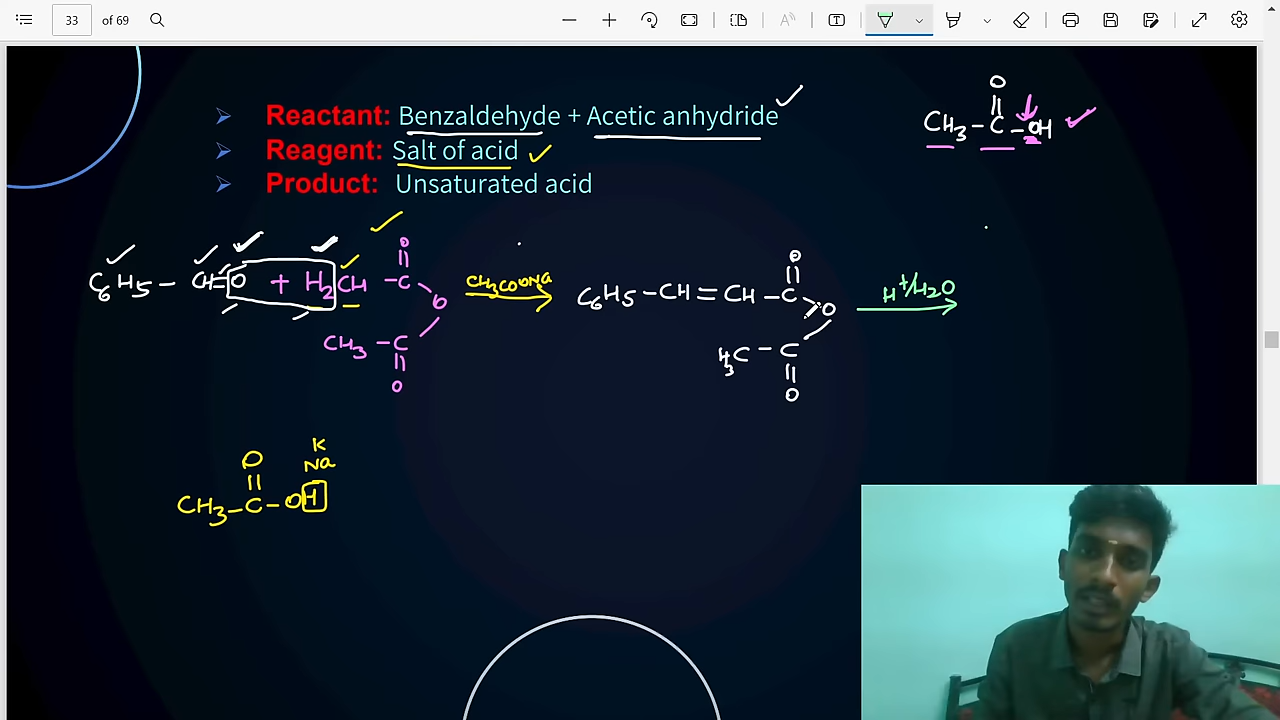 33 of 69
Reactant: Benzaldehyde + Acetic anhydride
Reagent: Salt of acid
Product: Unsaturated acid
O
CH3 - C - OH
C6H5 - CH=O + H2CH - C
O
O
CH3 - C
O
CH3COONa
C6H5 - CH = CH - C
O
O
H3C - C
O
H+/H2O
K
Na
O
CH3 - C - OH